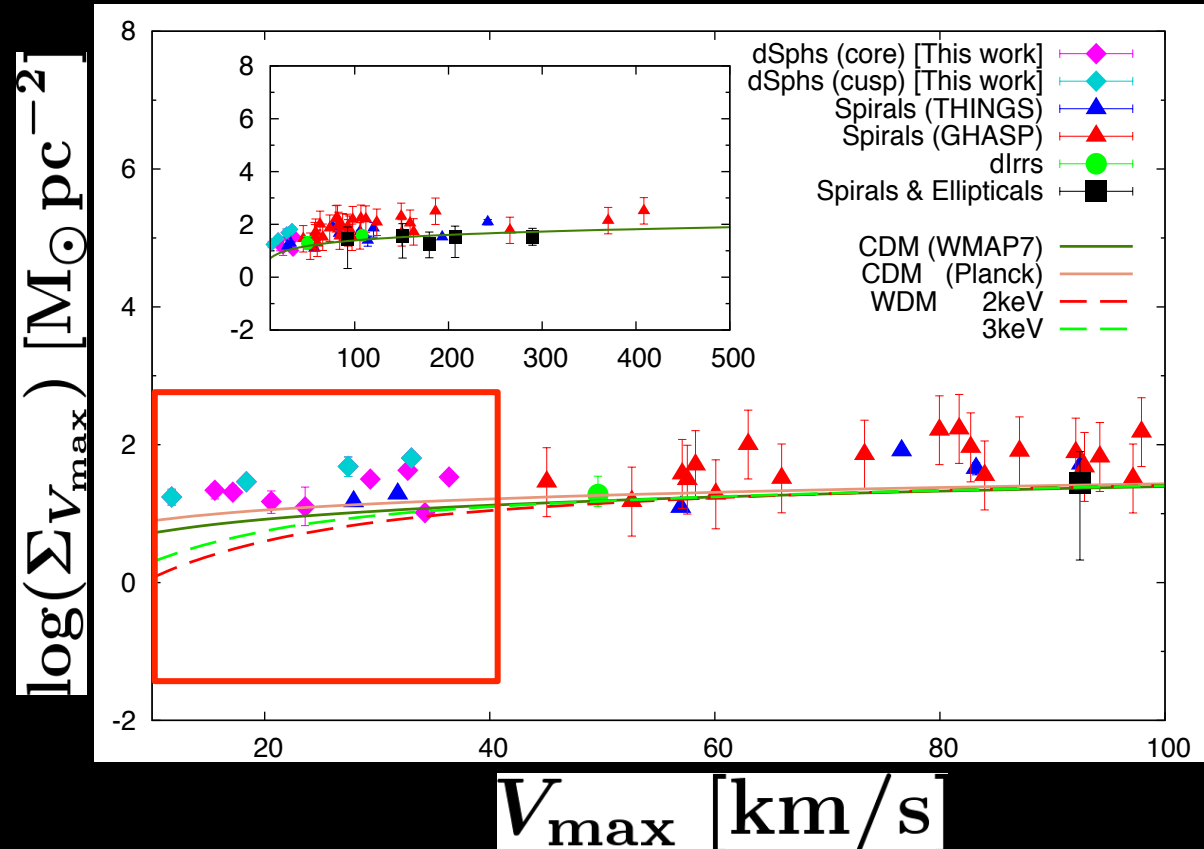 log(Σ_{V_max}) [M⊙ pc^{-2}]
8
6
4
2
0
-2
20 40 60 80 100
V_max [km/s]
8
6
4
2
0
-2
100 200 300 400 500
dSphs (core) [This work]
dSphs (cusp) [This work]
Spirals (THINGS)
Spirals (GHASP)
dIrrs
Spirals & Ellipticals
CDM (WMAP7)
CDM (Planck)
WDM 2keV
3keV